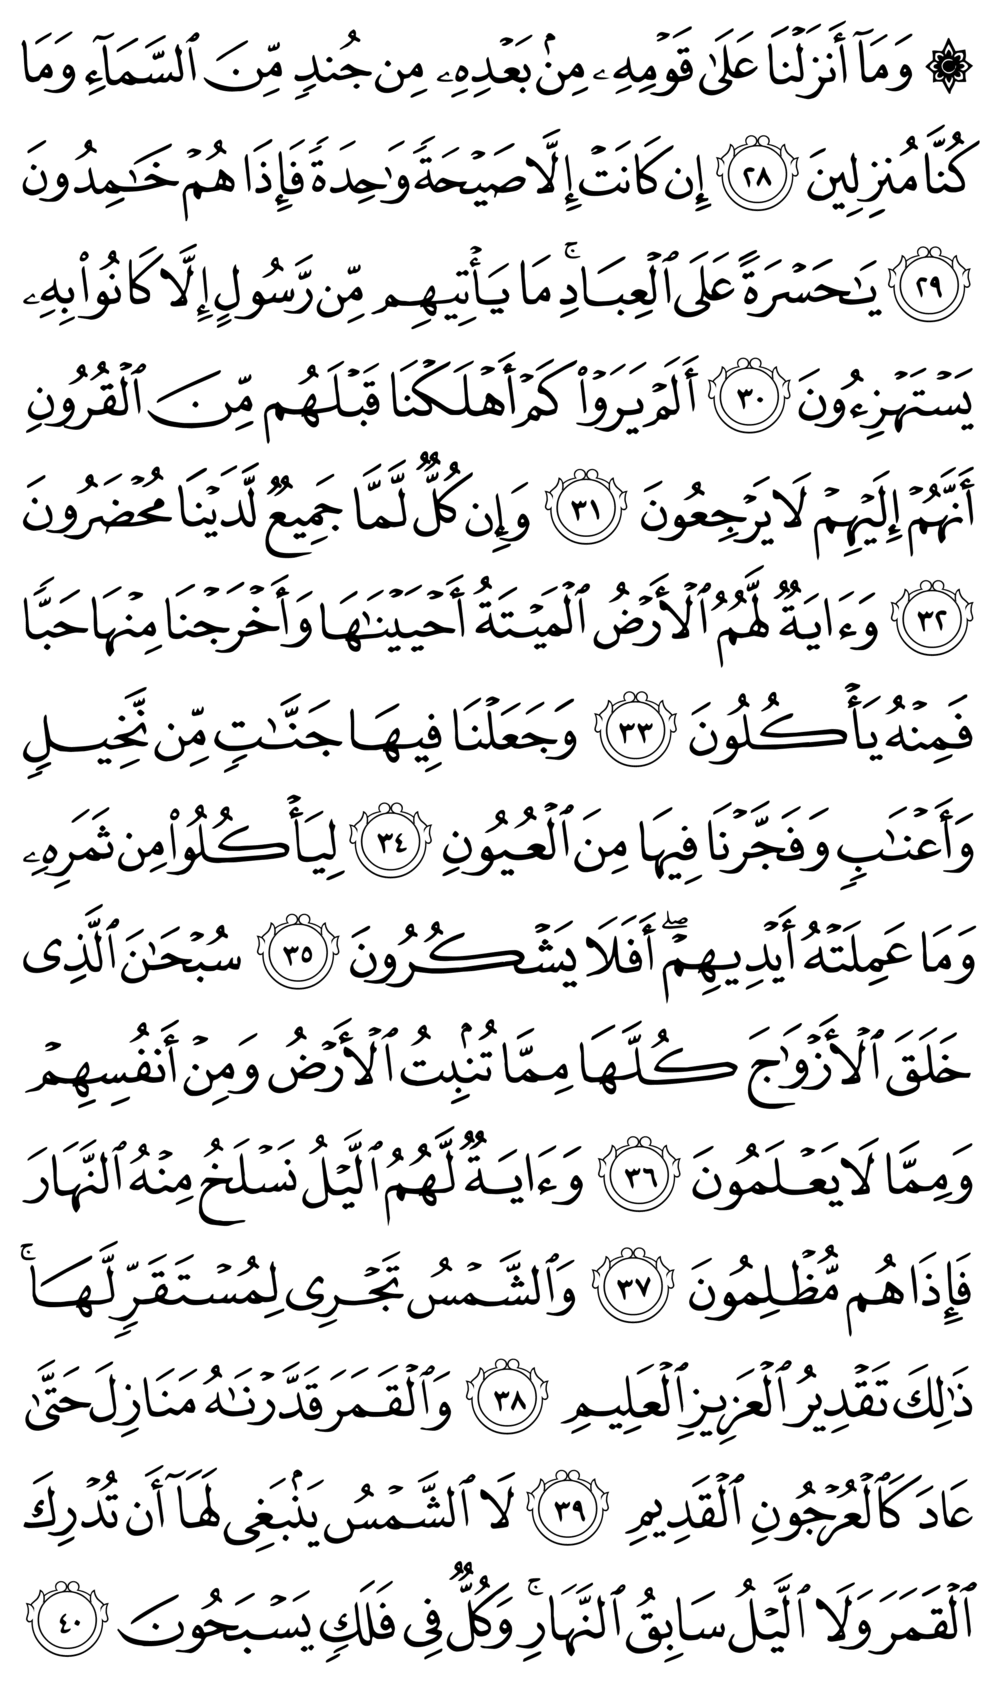 ۞ وَمَآ أَنزَلۡنَا عَلَىٰ قَوۡمِهِۦ مِنۢ بَعۡدِهِۦ مِن جُندٖ مِّنَ ٱلسَّمَآءِ وَمَا
كُنَّا مُنزِلِينَ ٢٨ إِن كَانَتۡ إِلَّا صَيۡحَةٗ وَٰحِدَةٗ فَإِذَا هُمۡ خَٰمِدُونَ
٢٩ يَٰحَسۡرَةً عَلَى ٱلۡعِبَادِۚ مَا يَأۡتِيهِم مِّن رَّسُولٍ إِلَّا كَانُواْ بِهِۦ
يَسۡتَهۡزِءُونَ ٣٠ أَلَمۡ يَرَوۡاْ كَمۡ أَهۡلَكۡنَا قَبۡلَهُم مِّنَ ٱلۡقُرُونِ
أَنَّهُمۡ إِلَيۡهِمۡ لَا يَرۡجِعُونَ ٣١ وَإِن كُلّٞ لَّمَّا جَمِيعٞ لَّدَيۡنَا مُحۡضَرُونَ
٣٢ وَءَايَةٞ لَّهُمُ ٱلۡأَرۡضُ ٱلۡمَيۡتَةُ أَحۡيَيۡنَٰهَا وَأَخۡرَجۡنَا مِنۡهَا حَبّٗا
فَمِنۡهُ يَأۡكُلُونَ ٣٣ وَجَعَلۡنَا فِيهَا جَنَّٰتٖ مِّن نَّخِيلٖ
وَأَعۡنَٰبٖ وَفَجَّرۡنَا فِيهَا مِنَ ٱلۡعُيُونِ ٣٤ لِيَأۡكُلُواْ مِن ثَمَرِهِۦ
وَمَا عَمِلَتۡهُ أَيۡدِيهِمۡۚ أَفَلَا يَشۡكُرُونَ ٣٥ سُبۡحَٰنَ ٱلَّذِي
خَلَقَ ٱلۡأَزۡوَٰجَ كُلَّهَا مِمَّا تُنۢبِتُ ٱلۡأَرۡضُ وَمِنۡ أَنفُسِهِمۡ
وَمِمَّا لَا يَعۡلَمُونَ ٣٦ وَءَايَةٞ لَّهُمُ ٱلَّيۡلُ نَسۡلَخُ مِنۡهُ ٱلنَّهَارَ
فَإِذَا هُم مُّظۡلِمُونَ ٣٧ وَٱلشَّمۡسُ تَجۡرِي لِمُسۡتَقَرّٖ لَّهَاۚ
ذَٰلِكَ تَقۡدِيرُ ٱلۡعَزِيزِ ٱلۡعَلِيمِ ٣٨ وَٱلۡقَمَرَ قَدَّرۡنَٰهُ مَنَازِلَ حَتَّىٰ
عَادَ كَٱلۡعُرۡجُونِ ٱلۡقَدِيمِ ٣٩ لَا ٱلشَّمۡسُ يَنۢبَغِي لَهَآ أَن تُدۡرِكَ
ٱلۡقَمَرَ وَلَا ٱلَّيۡلُ سَابِقُ ٱلنَّهَارِۚ وَكُلّٞ فِي فَلَكٖ يَسۡبَحُونَ ٤٠